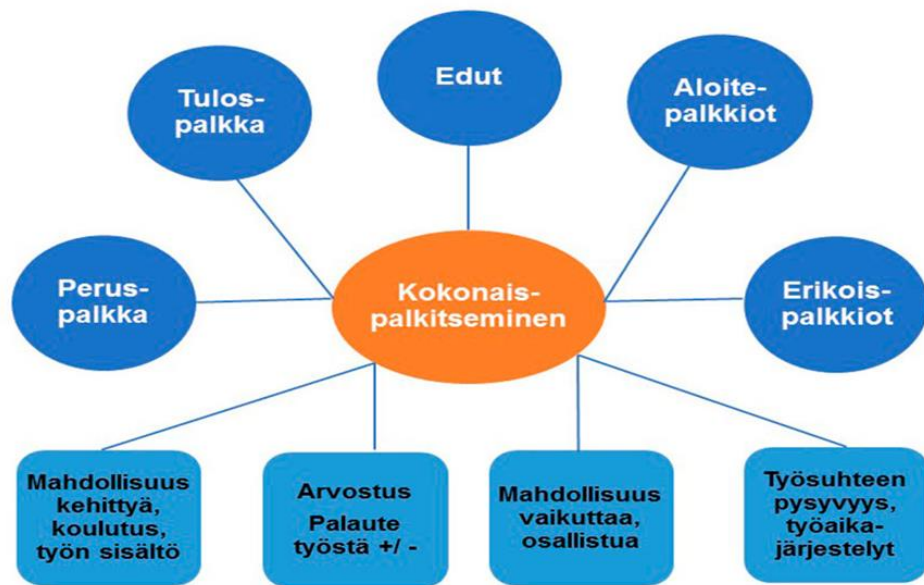 Edut
Tulos-
palkka
Aloite-
palkkiot
Perus-
palkka
Kokonais-
palkitseminen
Erikois-
palkkiot
Mahdollisuus
kehittyä,
koulutus,
työn sisältö
Arvostus
Palaute
työstä +/ -
Mahdollisuus
vaikuttaa,
osallistua
Työsuhteen
pysyvyys,
työaika-
järjestelyt